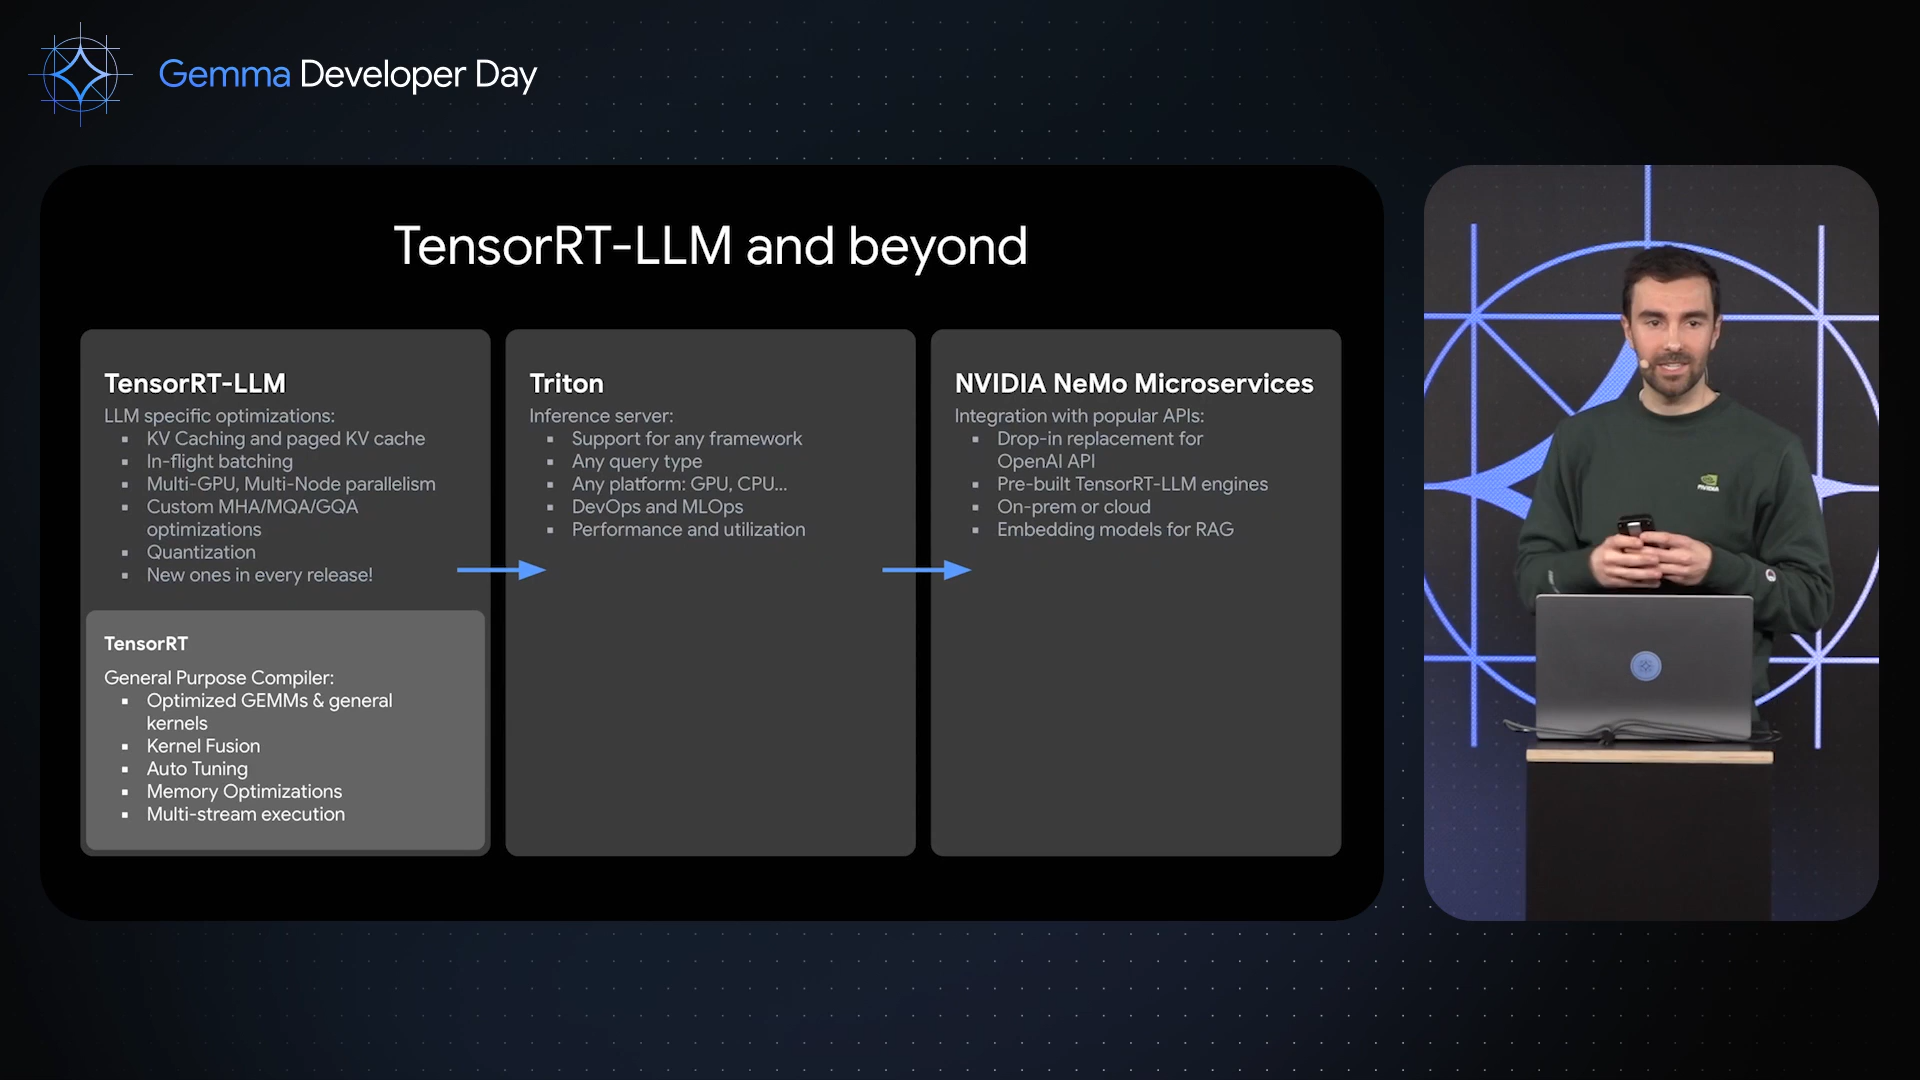 Gemma Developer Day
TensorRT-LLM and beyond
TensorRT-LLM
LLM specific optimizations:
▪ KV Caching and paged KV cache
▪ In-flight batching
▪ Multi-GPU, Multi-Node parallelism
▪ Custom MHA/MQA/GQA
optimizations
▪ Quantization
▪ New ones in every release!
TensorRT
General Purpose Compiler:
▪ Optimized GEMMs & general
kernels
▪ Kernel Fusion
▪ Auto Tuning
▪ Memory Optimizations
▪ Multi-stream execution
Triton
Inference server:
▪ Support for any framework
▪ Any query type
▪ Any platform: GPU, CPU...
▪ DevOps and MLOps
▪ Performance and utilization
NVIDIA NeMo Microservices
Integration with popular APIs:
▪ Drop-in replacement for
OpenAI API
▪ Pre-built TensorRT-LLM engines
▪ On-prem or cloud
▪ Embedding models for RAG
NVIDIA